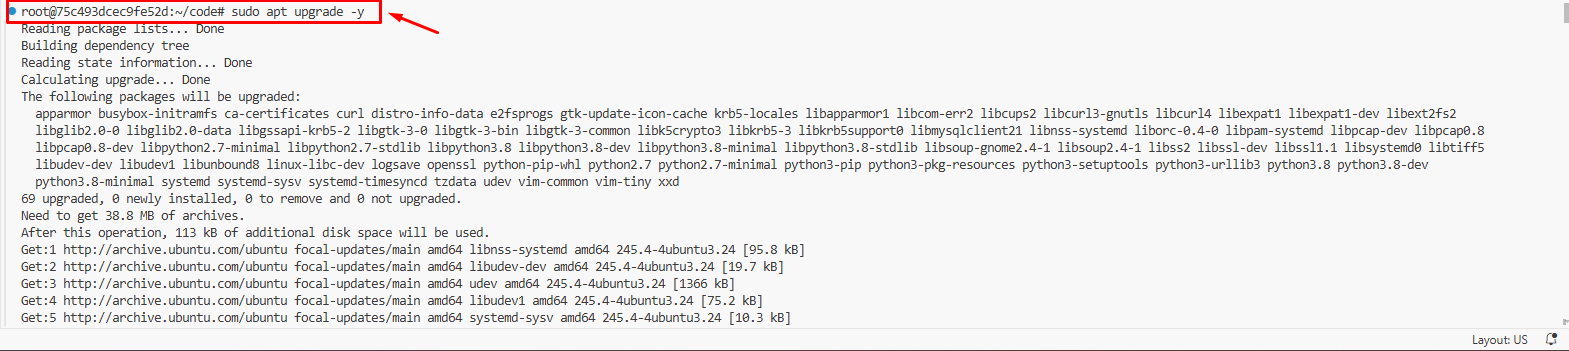 root@75c493dcec9fe52d:~/code# sudo apt upgrade -y
Reading package lists... Done
Building dependency tree
Reading state information... Done
Calculating upgrade... Done
The following packages will be upgraded:
apparmor busybox-initramfs ca-certificates curl distro-info-data e2fsprogs gtk-update-icon-cache krb5-locales libapparmor1 libcom-err2 libcups2 libcurl3-gnutls libcurl4 libexpat1 libexpat1-dev libext2fs2
libglib2.0-0 libglib2.0-data libgssapi-krb5-2 libgtk-3-0 libgtk-3-bin libgtk-3-common libk5crypto3 libkrb5-3 libkrb5support0 libmysqlclient21 libnss-systemd liborc-0.4-0 libpam-systemd libpcap-dev libpcap0.8
libpcap0.8-dev libpython2.7-minimal libpython2.7-stdlib libpython3.8 libpython3.8-dev libpython3.8-minimal libpython3.8-stdlib libsoup-gnome2.4-1 libsoup2.4-1 libss2 libssl-dev libssl1.1 libsystemd0 libtiff5
libudev-dev libudev1 libunbound8 linux-libc-dev logsave openssl python-pip-whl python2.7 python2.7-minimal python3-pip python3-pkg-resources python3-setuptools python3-urllib3 python3.8 python3.8-dev
python3.8-minimal systemd systemd-sysv systemd-timesyncd tzdata udev vim-common vim-tiny xxd
69 upgraded, 0 newly installed, 0 to remove and 0 not upgraded.
Need to get 38.8 MB of archives.
After this operation, 113 kB of additional disk space will be used.
Get:1 http://archive.ubuntu.com/ubuntu focal-updates/main amd64 libnss-systemd amd64 245.4-4ubuntu3.24 [95.8 kB]
Get:2 http://archive.ubuntu.com/ubuntu focal-updates/main amd64 libudev-dev amd64 245.4-4ubuntu3.24 [19.7 kB]
Get:3 http://archive.ubuntu.com/ubuntu focal-updates/main amd64 udev amd64 245.4-4ubuntu3.24 [1366 kB]
Get:4 http://archive.ubuntu.com/ubuntu focal-updates/main amd64 libudev1 amd64 245.4-4ubuntu3.24 [75.2 kB]
Get:5 http://archive.ubuntu.com/ubuntu focal-updates/main amd64 systemd-sysv amd64 245.4-4ubuntu3.24 [10.3 kB]
Layout: US